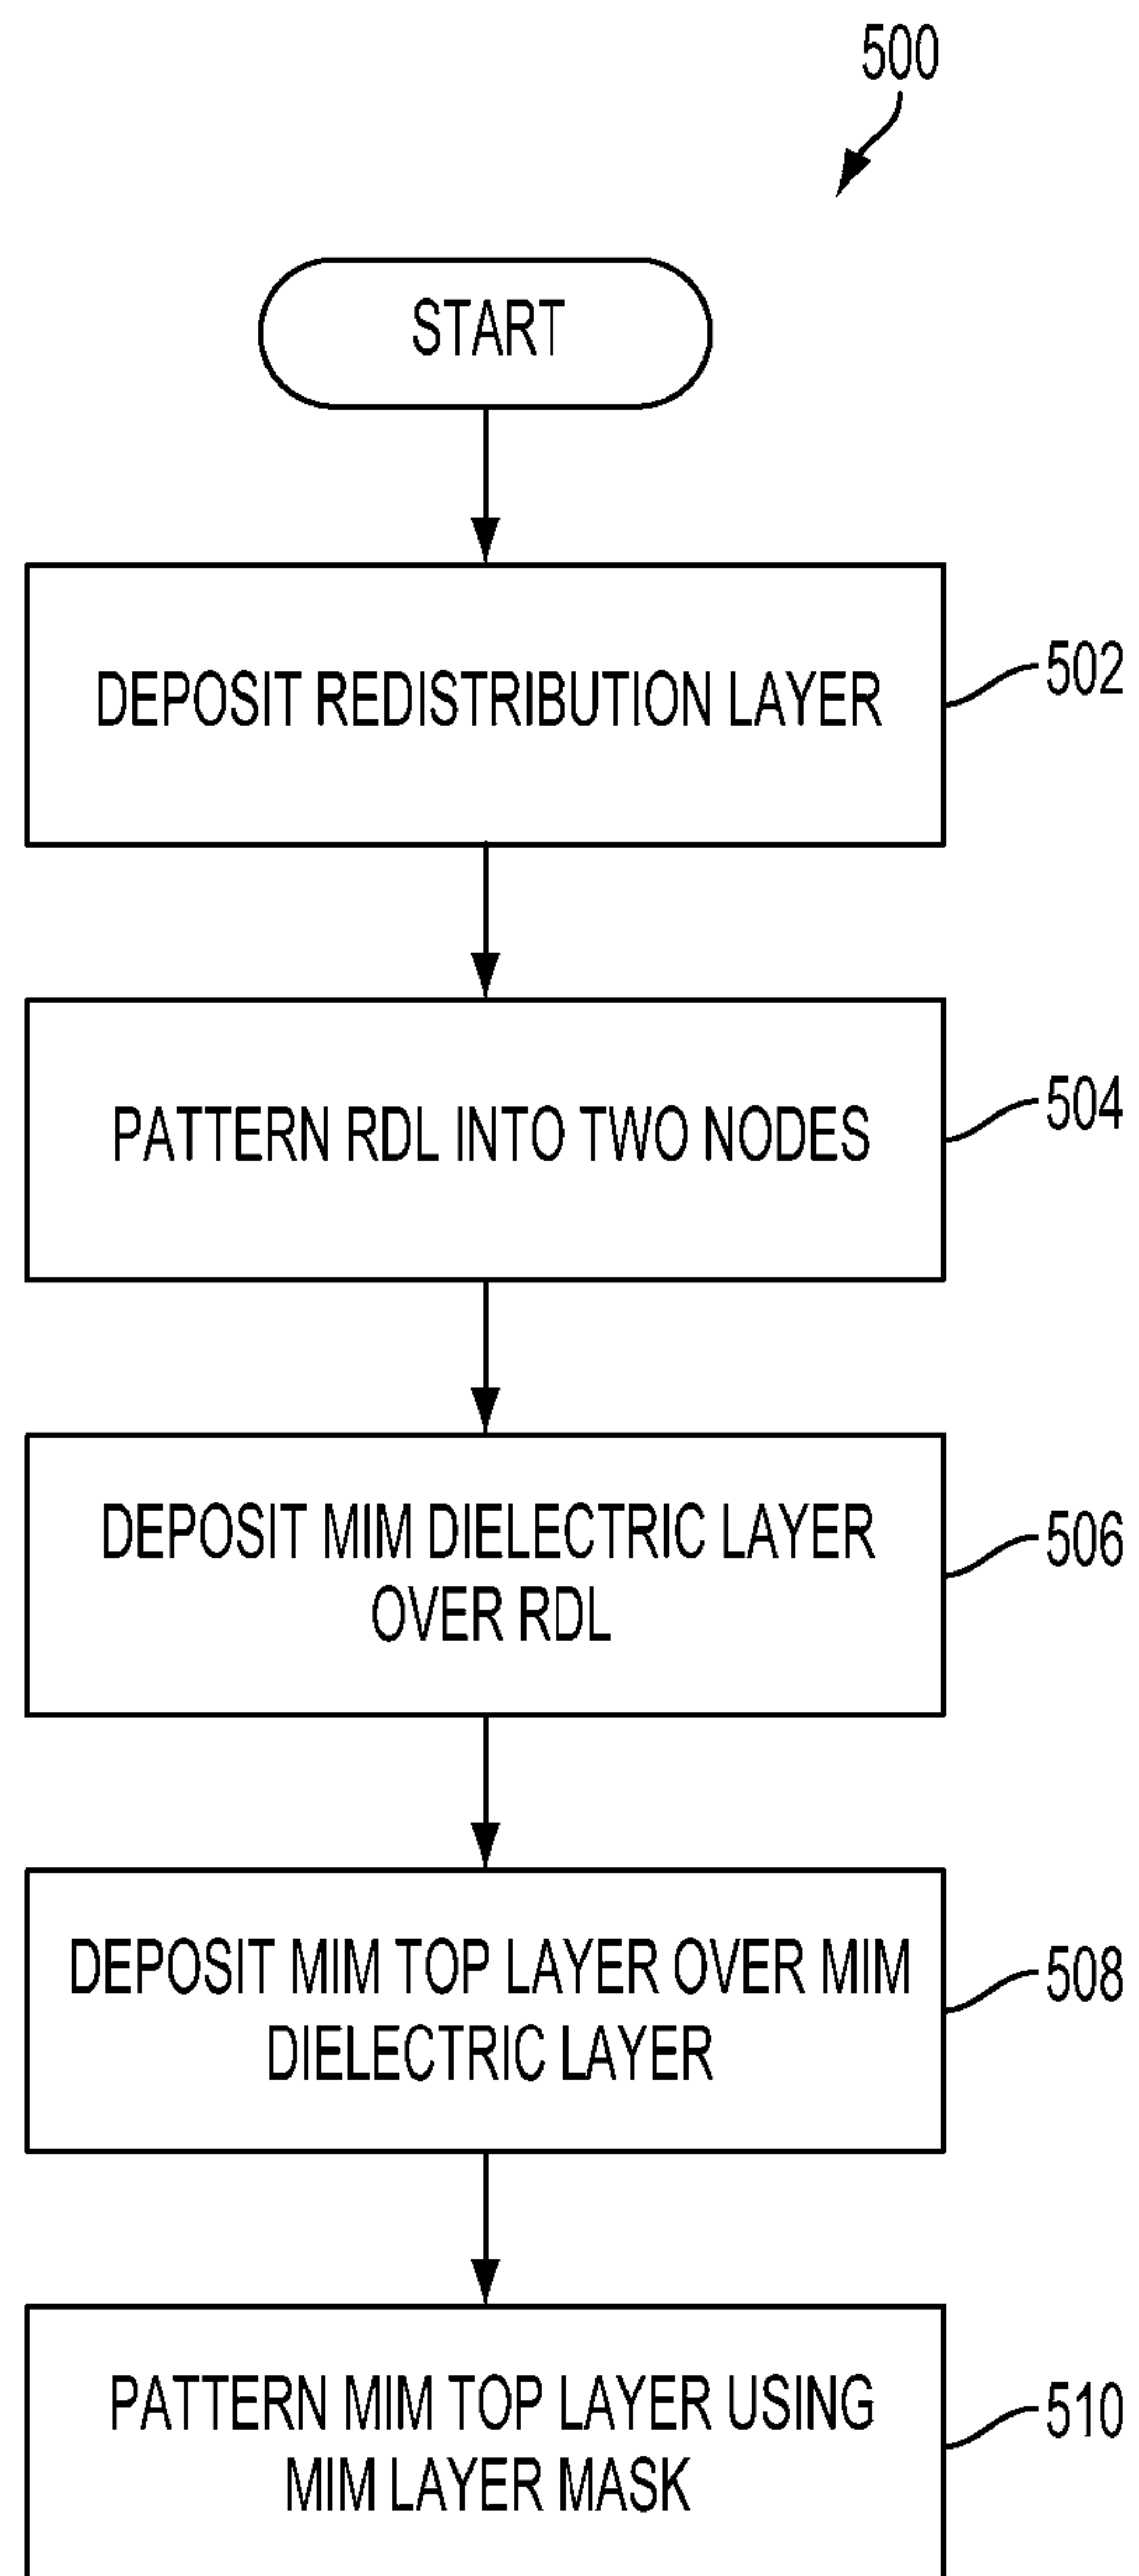 500
START
DEPOSIT REDISTRIBUTION LAYER
502
PATTERN RDL INTO TWO NODES
504
DEPOSIT MIM DIELECTRIC LAYER
OVER RDL
506
DEPOSIT MIM TOP LAYER OVER MIM
DIELECTRIC LAYER
508
PATTERN MIM TOP LAYER USING
MIM LAYER MASK
510